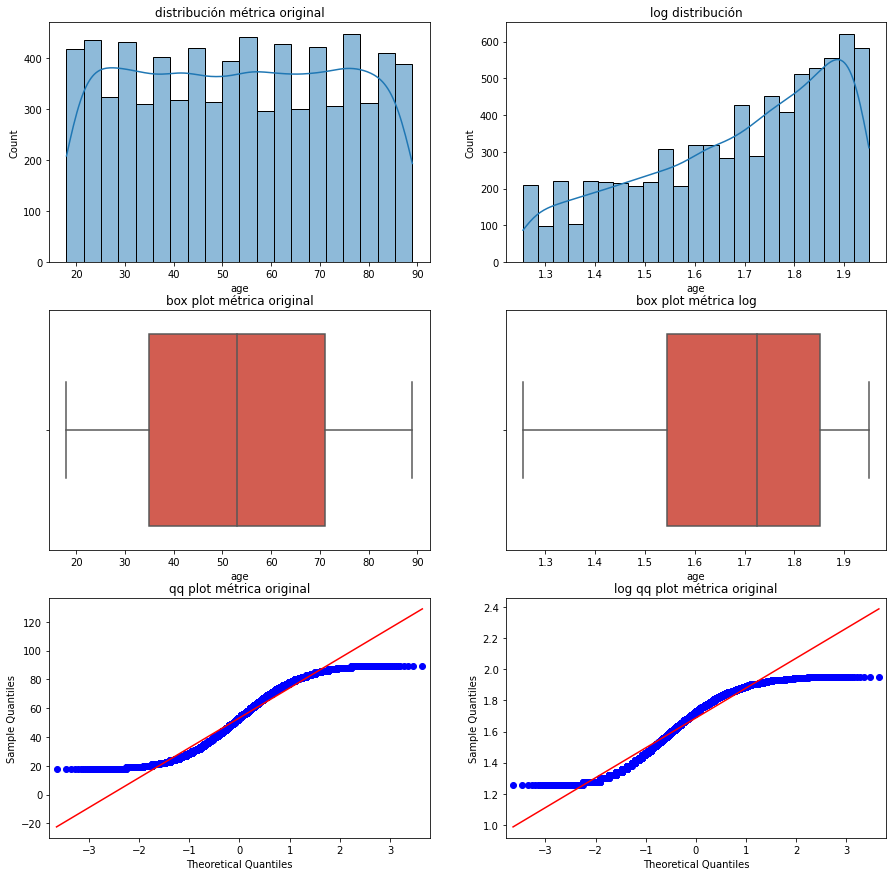 distribución métrica original
400
300
200
100
0
Count
20 30 40 50 60 70 80 90
age
log distribución
600
500
400
300
200
100
0
Count
1.3 1.4 1.5 1.6 1.7 1.8 1.9
age
box plot métrica original
20 30 40 50 60 70 80 90
age
box plot métrica log
1.3 1.4 1.5 1.6 1.7 1.8 1.9
age
qq plot métrica original
120
100
80
60
40
20
0
−20
Sample Quantiles
−3 −2 −1 0 1 2 3
Theoretical Quantiles
log qq plot métrica original
2.4
2.2
2.0
1.8
1.6
1.4
1.2
1.0
Sample Quantiles
−3 −2 −1 0 1 2 3
Theoretical Quantiles